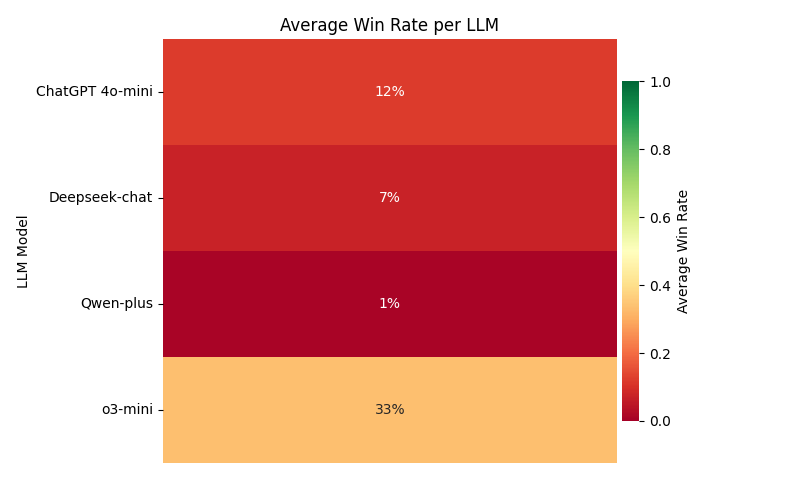 Average Win Rate per LLM
LLM Model
ChatGPT 4o-mini
12%
Deepseek-chat
7%
Qwen-plus
1%
o3-mini
33%
1.0
0.8
0.6
0.4
0.2
0.0
Average Win Rate